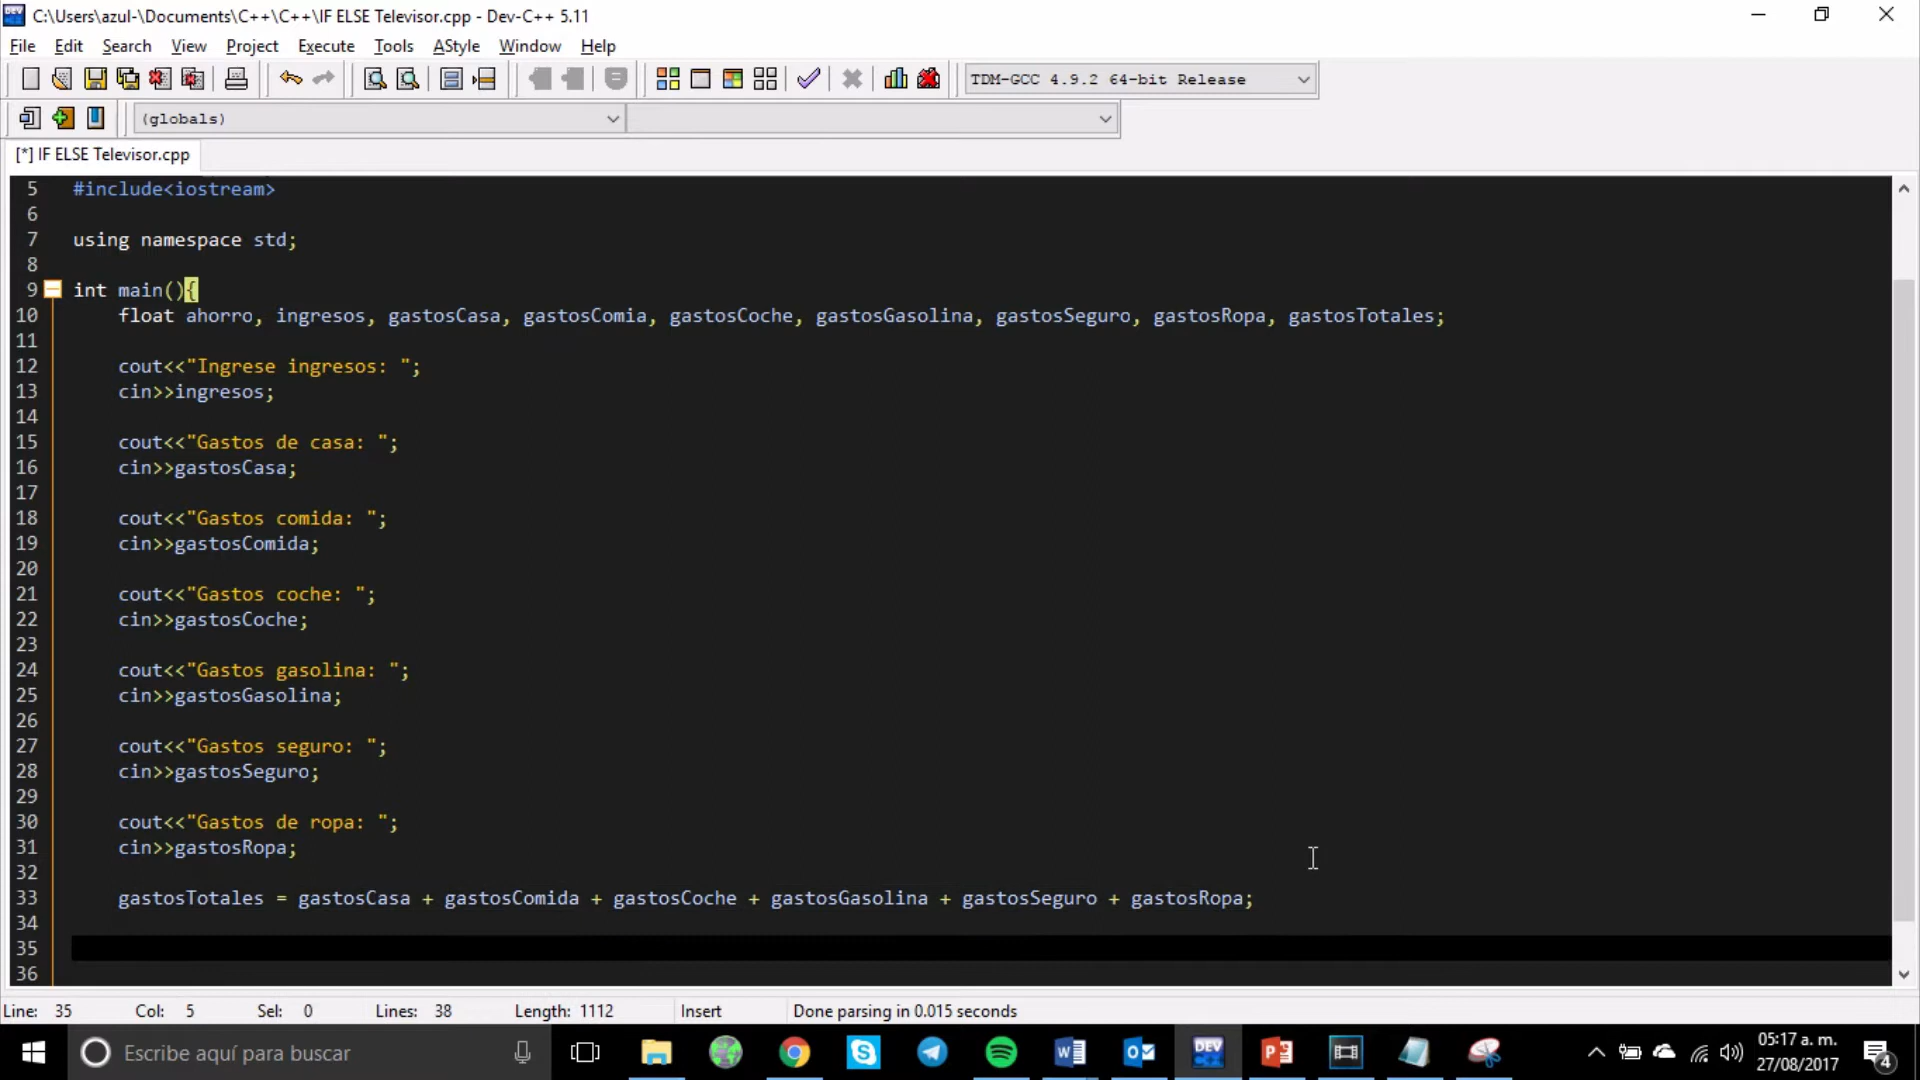 C:\Users\azul-\Documents\C++\C++\IF ELSE Televisor.cpp - Dev-C++ 5.11
File Edit Search View Project Execute Tools AStyle Window Help
TDM-GCC 4.9.2 64-bit Release
(globals)
[*] IF ELSE Televisor.cpp
5 #include<iostream>
6
7 using namespace std;
8
9 int main(){
10 float ahorro, ingresos, gastosCasa, gastosComia, gastosCoche, gastosGasolina, gastosSeguro, gastosRopa, gastosTotales;
11
12 cout<<"Ingrese ingresos: ";
13 cin>>ingresos;
14
15 cout<<"Gastos de casa: ";
16 cin>>gastosCasa;
17
18 cout<<"Gastos comida: ";
19 cin>>gastosComida;
20
21 cout<<"Gastos coche: ";
22 cin>>gastosCoche;
23
24 cout<<"Gastos gasolina: ";
25 cin>>gastosGasolina;
26
27 cout<<"Gastos seguro: ";
28 cin>>gastosSeguro;
29
30 cout<<"Gastos de ropa: ";
31 cin>>gastosRopa;
32
33 gastosTotales = gastosCasa + gastosComida + gastosCoche + gastosGasolina + gastosSeguro + gastosRopa;
34
35
36
Line: 35 Col: 5 Sel: 0 Lines: 38 Length: 1112 Insert Done parsing in 0.015 seconds
Escribe aquí para buscar
DEV
05:17 a. m.
27/08/2017
4